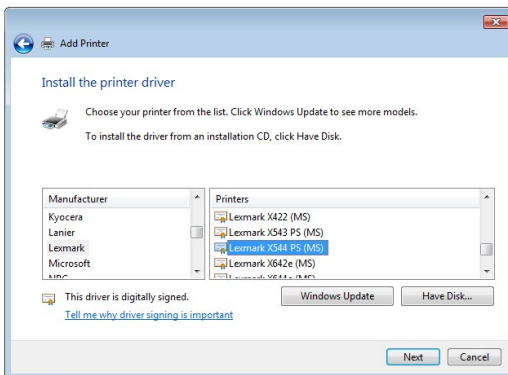 Add Printer
Install the printer driver
Choose your printer from the list. Click Windows Update to see more models.
To install the driver from an installation CD, click Have Disk.
Manufacturer
Kyocera
Lanier
Lexmark
Microsoft
Printers
Lexmark X422 (MS)
Lexmark X543 PS (MS)
Lexmark X544 PS (MS)
Lexmark X642e (MS)
This driver is digitally signed.
Tell me why driver signing is important
Windows Update
Have Disk...
Next
Cancel